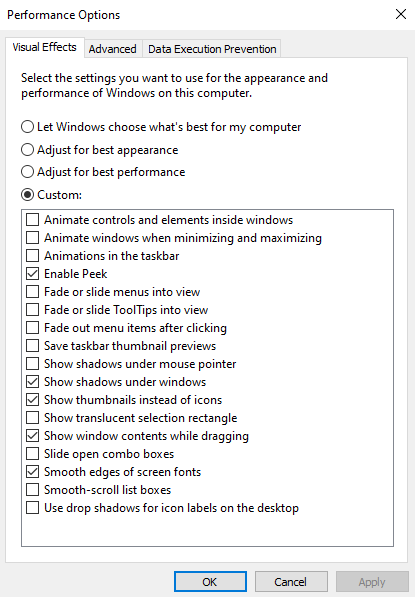 Performance Options
Visual Effects
Advanced
Data Execution Prevention
Select the settings you want to use for the appearance and
performance of Windows on this computer.
Let Windows choose what's best for my computer
Adjust for best appearance
Adjust for best performance
Custom:
Animate controls and elements inside windows
Animate windows when minimizing and maximizing
Animations in the taskbar
Enable Peek
Fade or slide menus into view
Fade or slide ToolTips into view
Fade out menu items after clicking
Save taskbar thumbnail previews
Show shadows under mouse pointer
Show shadows under windows
Show thumbnails instead of icons
Show translucent selection rectangle
Show window contents while dragging
Slide open combo boxes
Smooth edges of screen fonts
Smooth-scroll list boxes
Use drop shadows for icon labels on the desktop
OK
Cancel
Apply